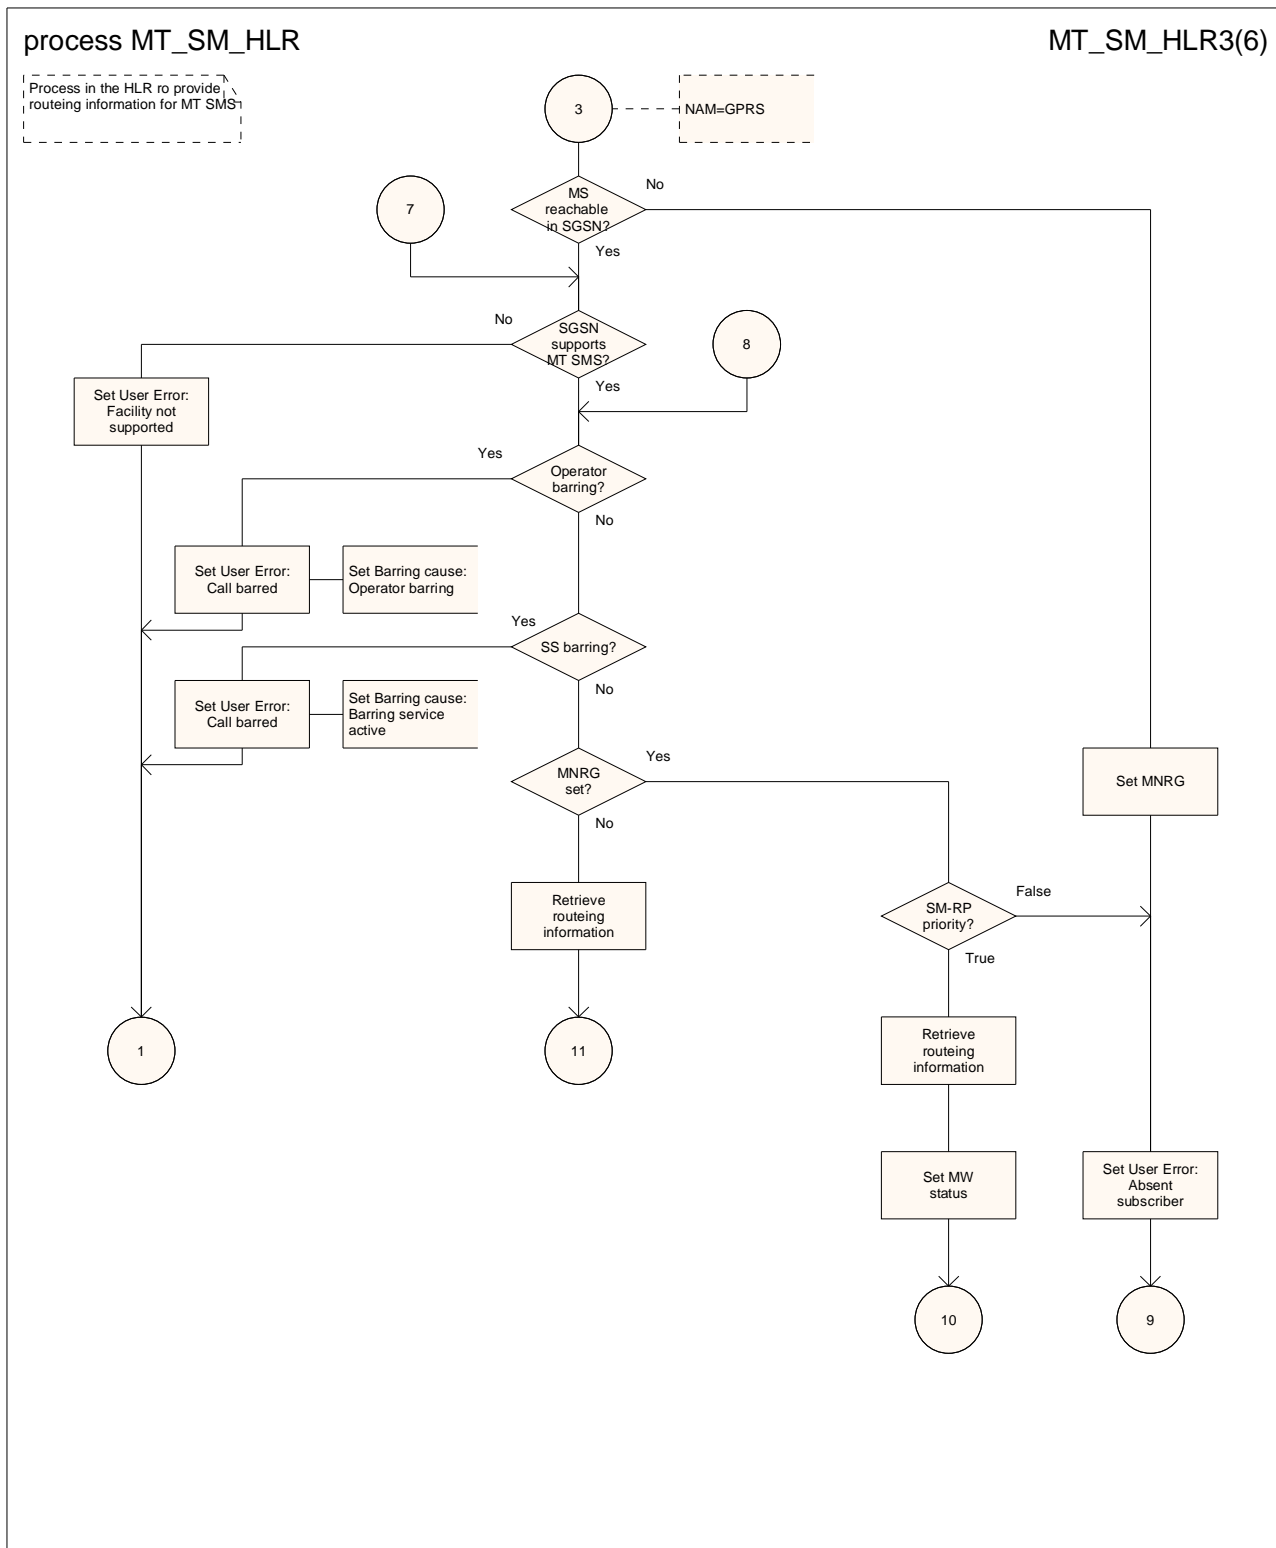 process MT_SM_HLR
MT_SM_HLR3(6)
Process in the HLR ro provide
routeing information for MT SMS
3
NAM=GPRS
MS
reachable
in SGSN?
No
Yes
7
SGSN
supports
MT SMS?
No
Yes
8
Set User Error:
Facility not
supported
Operator
barring?
Yes
No
Set User Error:
Call barred
Set Barring cause:
Operator barring
SS barring?
Yes
No
Set User Error:
Call barred
Set Barring cause:
Barring service
active
MNRG
set?
Yes
No
Set MNRG
Retrieve
routeing
information
SM-RP
priority?
False
True
1
11
Retrieve
routeing
information
Set MW
status
Set User Error:
Absent
subscriber
10
9